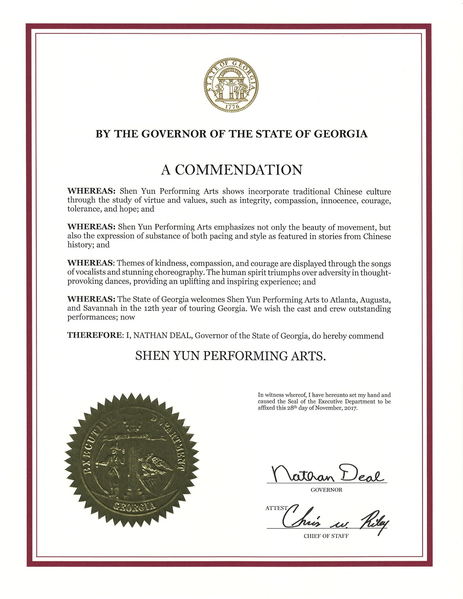 STATE OF GEORGIA
1776
BY THE GOVERNOR OF THE STATE OF GEORGIA
A COMMENDATION
WHEREAS: Shen Yun Performing Arts shows incorporate traditional Chinese culture
through the study of virtue and values, such as integrity, compassion, innocence, courage,
tolerance, and hope; and
WHEREAS: Shen Yun Performing Arts emphasizes not only the beauty of movement, but
also the expression of substance of both pacing and style as featured in stories from Chinese
history; and
WHEREAS: Themes of kindness, compassion, and courage are displayed through the songs
of vocalists and stunning choreography. The human spirit triumphs over adversity in thought-
provoking dances, providing an uplifting and inspiring experience; and
WHEREAS: The State of Georgia welcomes Shen Yun Performing Arts to Atlanta, Augusta,
and Savannah in the 12th year of touring Georgia. We wish the cast and crew outstanding
performances; now
THEREFORE: I, NATHAN DEAL, Governor of the State of Georgia, do hereby commend
SHEN YUN PERFORMING ARTS.
In witness whereof, I have hereunto set my hand and
caused the Seal of the Executive Department to be
affixed this 28th day of November, 2017.
EXECUTIVE DEPARTMENT
GEORGIA
Nathan Deal
GOVERNOR
ATTEST
Chris W. Riley
CHIEF OF STAFF